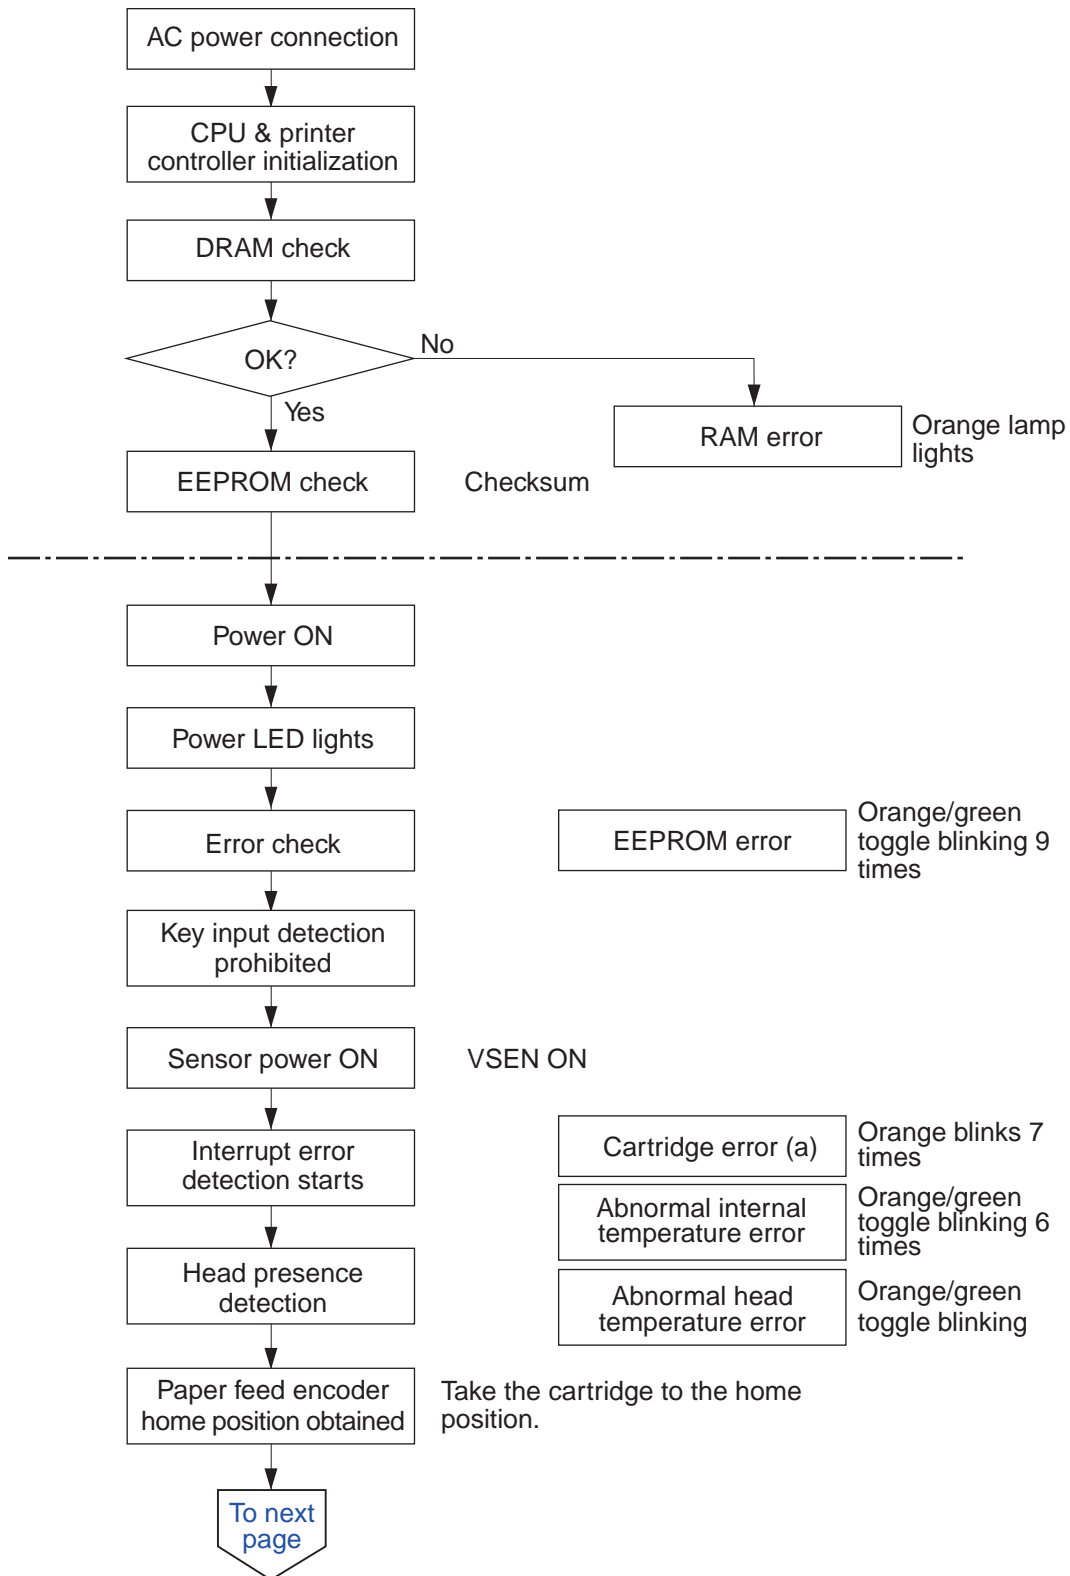 AC power connection
CPU & printer
controller initialization
DRAM check
OK?
No
Yes
RAM error
Orange lamp
lights
EEPROM check
Checksum
Power ON
Power LED lights
Error check
EEPROM error
Orange/green
toggle blinking 9
times
Key input detection
prohibited
Sensor power ON
VSEN ON
Interrupt error
detection starts
Cartridge error (a)
Orange blinks 7
times
Abnormal internal
temperature error
Orange/green
toggle blinking 6
times
Head presence
detection
Abnormal head
temperature error
Orange/green
toggle blinking
Paper feed encoder
home position obtained
Take the cartridge to the home
position.
To next
page